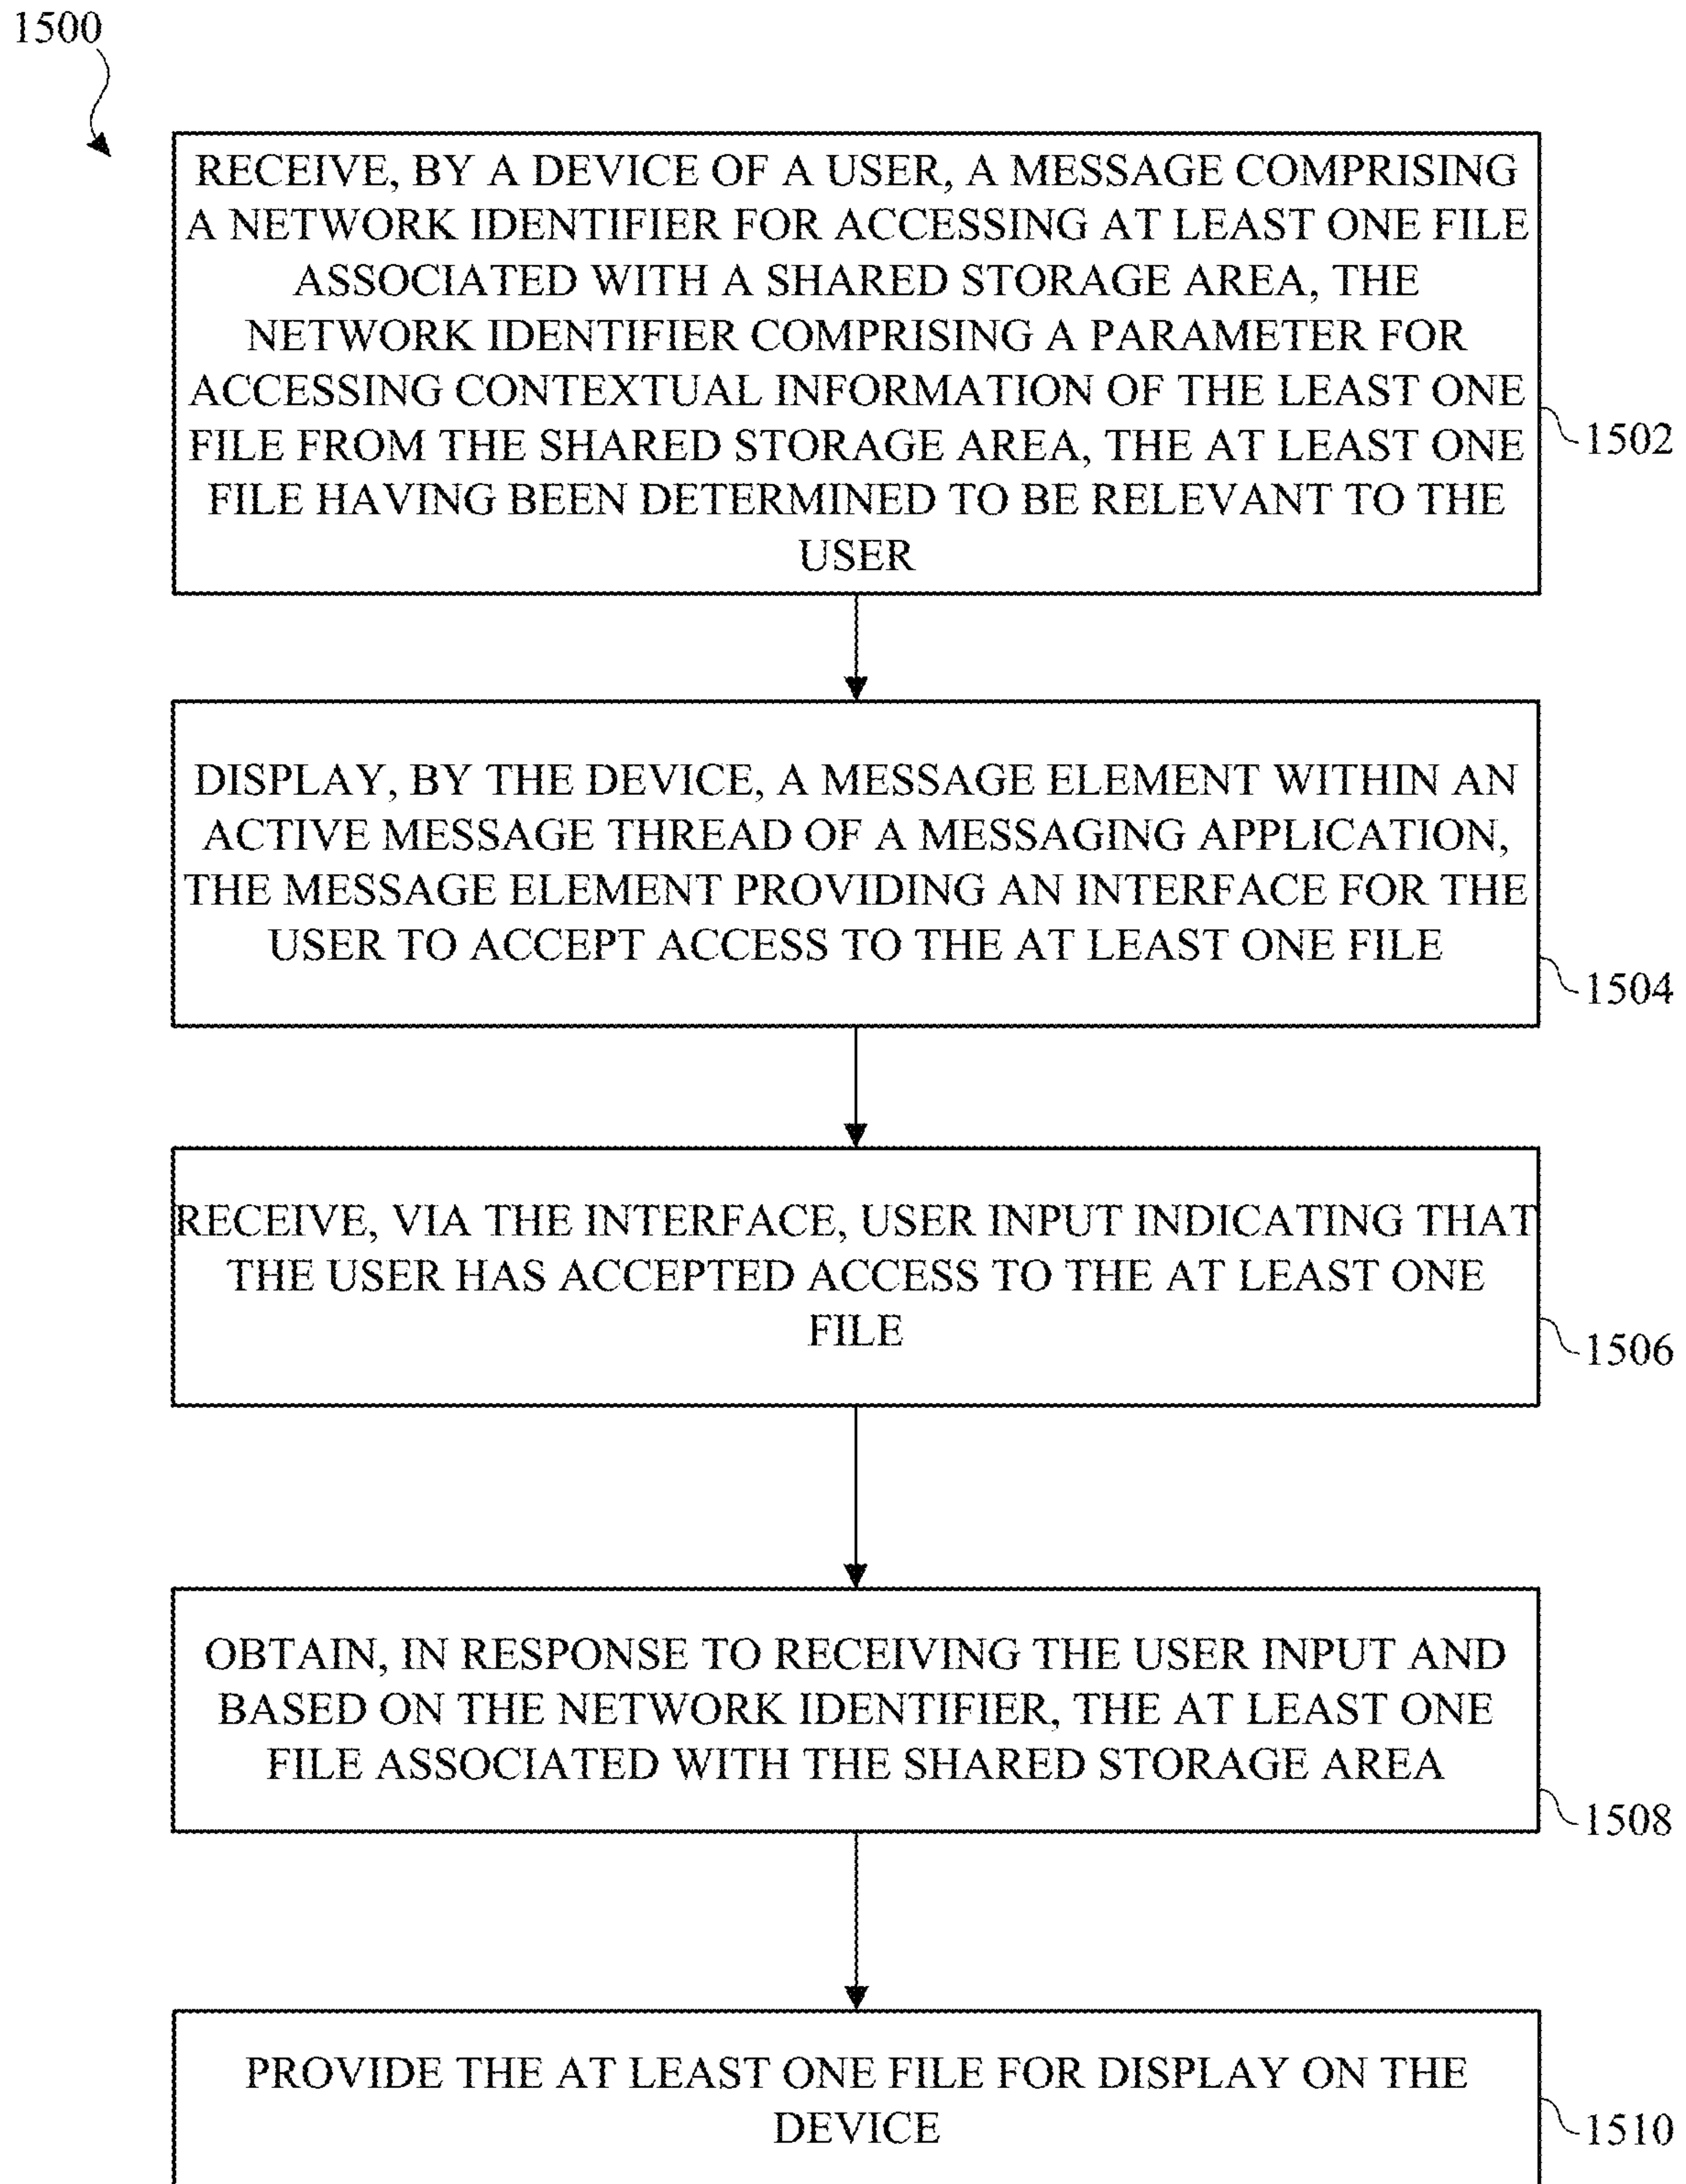 1500
RECEIVE, BY A DEVICE OF A USER, A MESSAGE COMPRISING
A NETWORK IDENTIFIER FOR ACCESSING AT LEAST ONE FILE
ASSOCIATED WITH A SHARED STORAGE AREA, THE
NETWORK IDENTIFIER COMPRISING A PARAMETER FOR
ACCESSING CONTEXTUAL INFORMATION OF THE LEAST ONE
FILE FROM THE SHARED STORAGE AREA, THE AT LEAST ONE
FILE HAVING BEEN DETERMINED TO BE RELEVANT TO THE
USER
1502
DISPLAY, BY THE DEVICE, A MESSAGE ELEMENT WITHIN AN
ACTIVE MESSAGE THREAD OF A MESSAGING APPLICATION,
THE MESSAGE ELEMENT PROVIDING AN INTERFACE FOR THE
USER TO ACCEPT ACCESS TO THE AT LEAST ONE FILE
1504
RECEIVE, VIA THE INTERFACE, USER INPUT INDICATING THAT
THE USER HAS ACCEPTED ACCESS TO THE AT LEAST ONE
FILE
1506
OBTAIN, IN RESPONSE TO RECEIVING THE USER INPUT AND
BASED ON THE NETWORK IDENTIFIER, THE AT LEAST ONE
FILE ASSOCIATED WITH THE SHARED STORAGE AREA
1508
PROVIDE THE AT LEAST ONE FILE FOR DISPLAY ON THE
DEVICE
1510